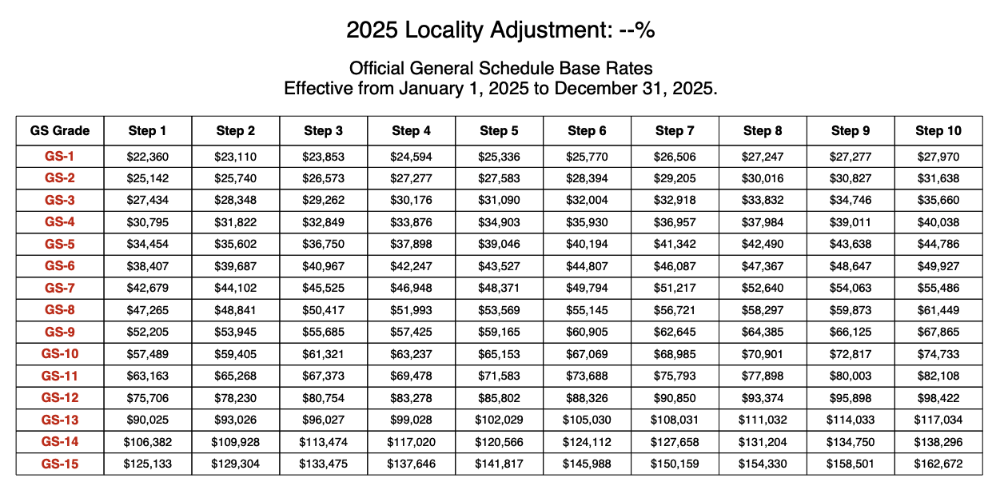 2025 Locality Adjustment: --%
Official General Schedule Base Rates
Effective from January 1, 2025 to December 31, 2025.
GS Grade Step 1 Step 2 Step 3 Step 4 Step 5 Step 6 Step 7 Step 8 Step 9 Step 10
GS-1 $22,360 $23,110 $23,853 $24,594 $25,336 $25,770 $26,506 $27,247 $27,277 $27,970
GS-2 $25,142 $25,740 $26,573 $27,277 $27,583 $28,394 $29,205 $30,016 $30,827 $31,638
GS-3 $27,434 $28,348 $29,262 $30,176 $31,090 $32,004 $32,918 $33,832 $34,746 $35,660
GS-4 $30,795 $31,822 $32,849 $33,876 $34,903 $35,930 $36,957 $37,984 $39,011 $40,038
GS-5 $34,454 $35,602 $36,750 $37,898 $39,046 $40,194 $41,342 $42,490 $43,638 $44,786
GS-6 $38,407 $39,687 $40,967 $42,247 $43,527 $44,807 $46,087 $47,367 $48,647 $49,927
GS-7 $42,679 $44,102 $45,525 $46,948 $48,371 $49,794 $51,217 $52,640 $54,063 $55,486
GS-8 $47,265 $48,841 $50,417 $51,993 $53,569 $55,145 $56,721 $58,297 $59,873 $61,449
GS-9 $52,205 $53,945 $55,685 $57,425 $59,165 $60,905 $62,645 $64,385 $66,125 $67,865
GS-10 $57,489 $59,405 $61,321 $63,237 $65,153 $67,069 $68,985 $70,901 $72,817 $74,733
GS-11 $63,163 $65,268 $67,373 $69,478 $71,583 $73,688 $75,793 $77,898 $80,003 $82,108
GS-12 $75,706 $78,230 $80,754 $83,278 $85,802 $88,326 $90,850 $93,374 $95,898 $98,422
GS-13 $90,025 $93,026 $96,027 $99,028 $102,029 $105,030 $108,031 $111,032 $114,033 $117,034
GS-14 $106,382 $109,928 $113,474 $117,020 $120,566 $124,112 $127,658 $131,204 $134,750 $138,296
GS-15 $125,133 $129,304 $133,475 $137,646 $141,817 $145,988 $150,159 $154,330 $158,501 $162,672